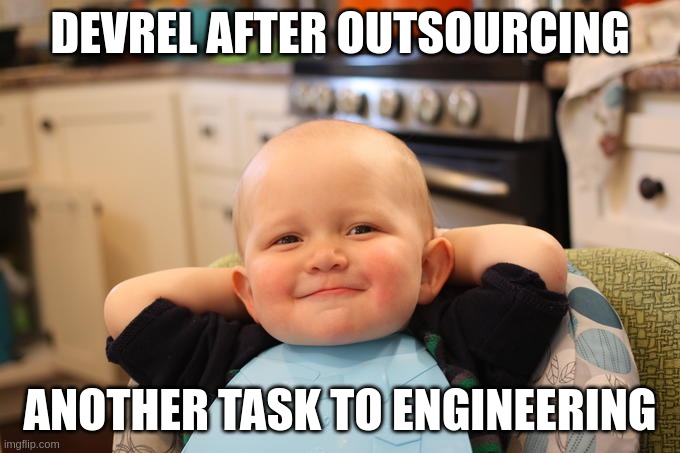 DEVREL AFTER OUTSOURCING
ANOTHER TASK TO ENGINEERING
imgflip.com